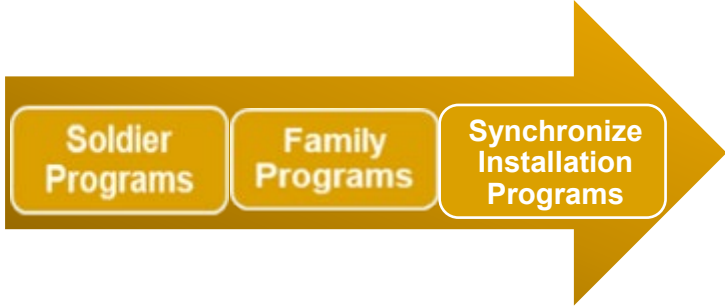 Soldier
Programs
Family
Programs
Synchronize
Installation
Programs